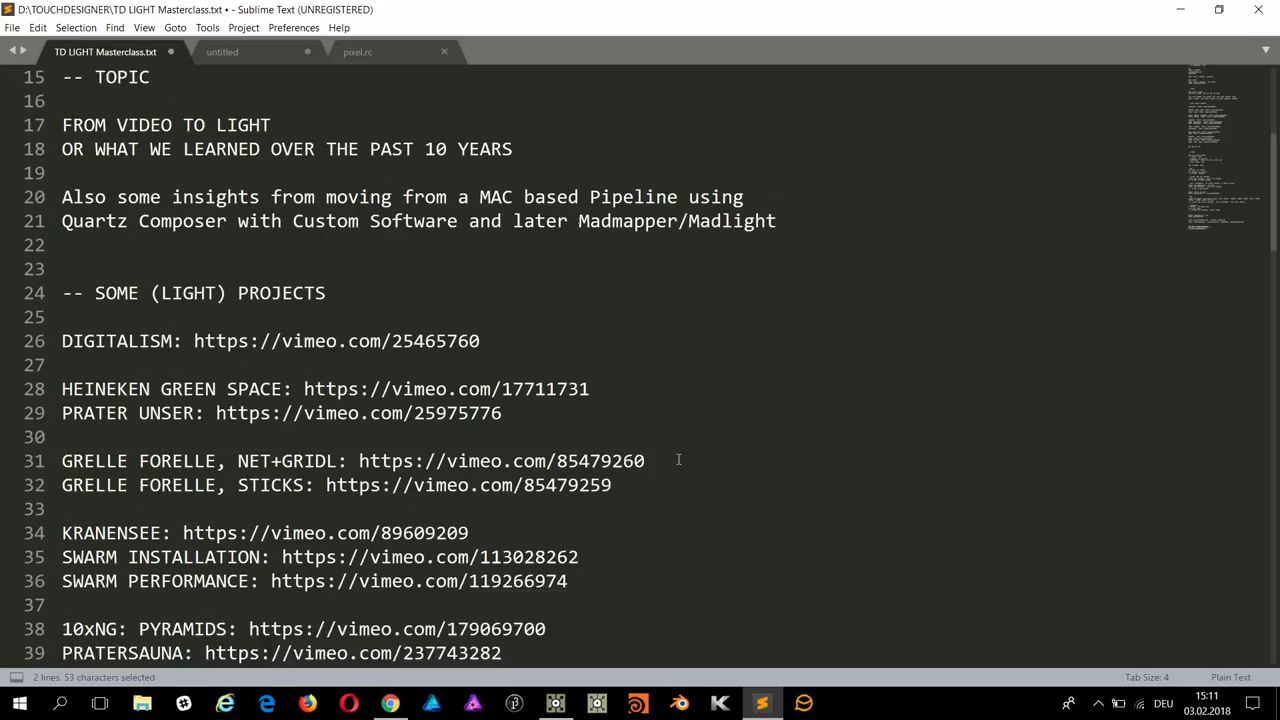 D:\TOUCHDESIGNER\TD LIGHT Masterclass.txt • - Sublime Text (UNREGISTERED)
File Edit Selection Find View Goto Tools Project Preferences Help
TD LIGHT Masterclass.txt untitled pixel.rc
15 -- TOPIC
16
17 FROM VIDEO TO LIGHT
18 OR WHAT WE LEARNED OVER THE PAST 10 YEARS
19
20 Also some insights from moving from a MAC based Pipeline using
21 Quartz Composer with Custom Software and later Madmapper/Madlight
22
23
24 -- SOME (LIGHT) PROJECTS
25
26 DIGITALISM: https://vimeo.com/25465760
27
28 HEINEKEN GREEN SPACE: https://vimeo.com/17711731
29 PRATER UNSER: https://vimeo.com/25975776
30
31 GRELLE FORELLE, NET+GRIDL: https://vimeo.com/85479260
32 GRELLE FORELLE, STICKS: https://vimeo.com/85479259
33
34 KRANENSEE: https://vimeo.com/89609209
35 SWARM INSTALLATION: https://vimeo.com/113028262
36 SWARM PERFORMANCE: https://vimeo.com/119266974
37
38 10xNG: PYRAMIDS: https://vimeo.com/179069700
39 PRATERSAUNA: https://vimeo.com/237743282
2 lines, 53 characters selected Tab Size: 4 Plain Text
DEU 15:11
03.02.2018